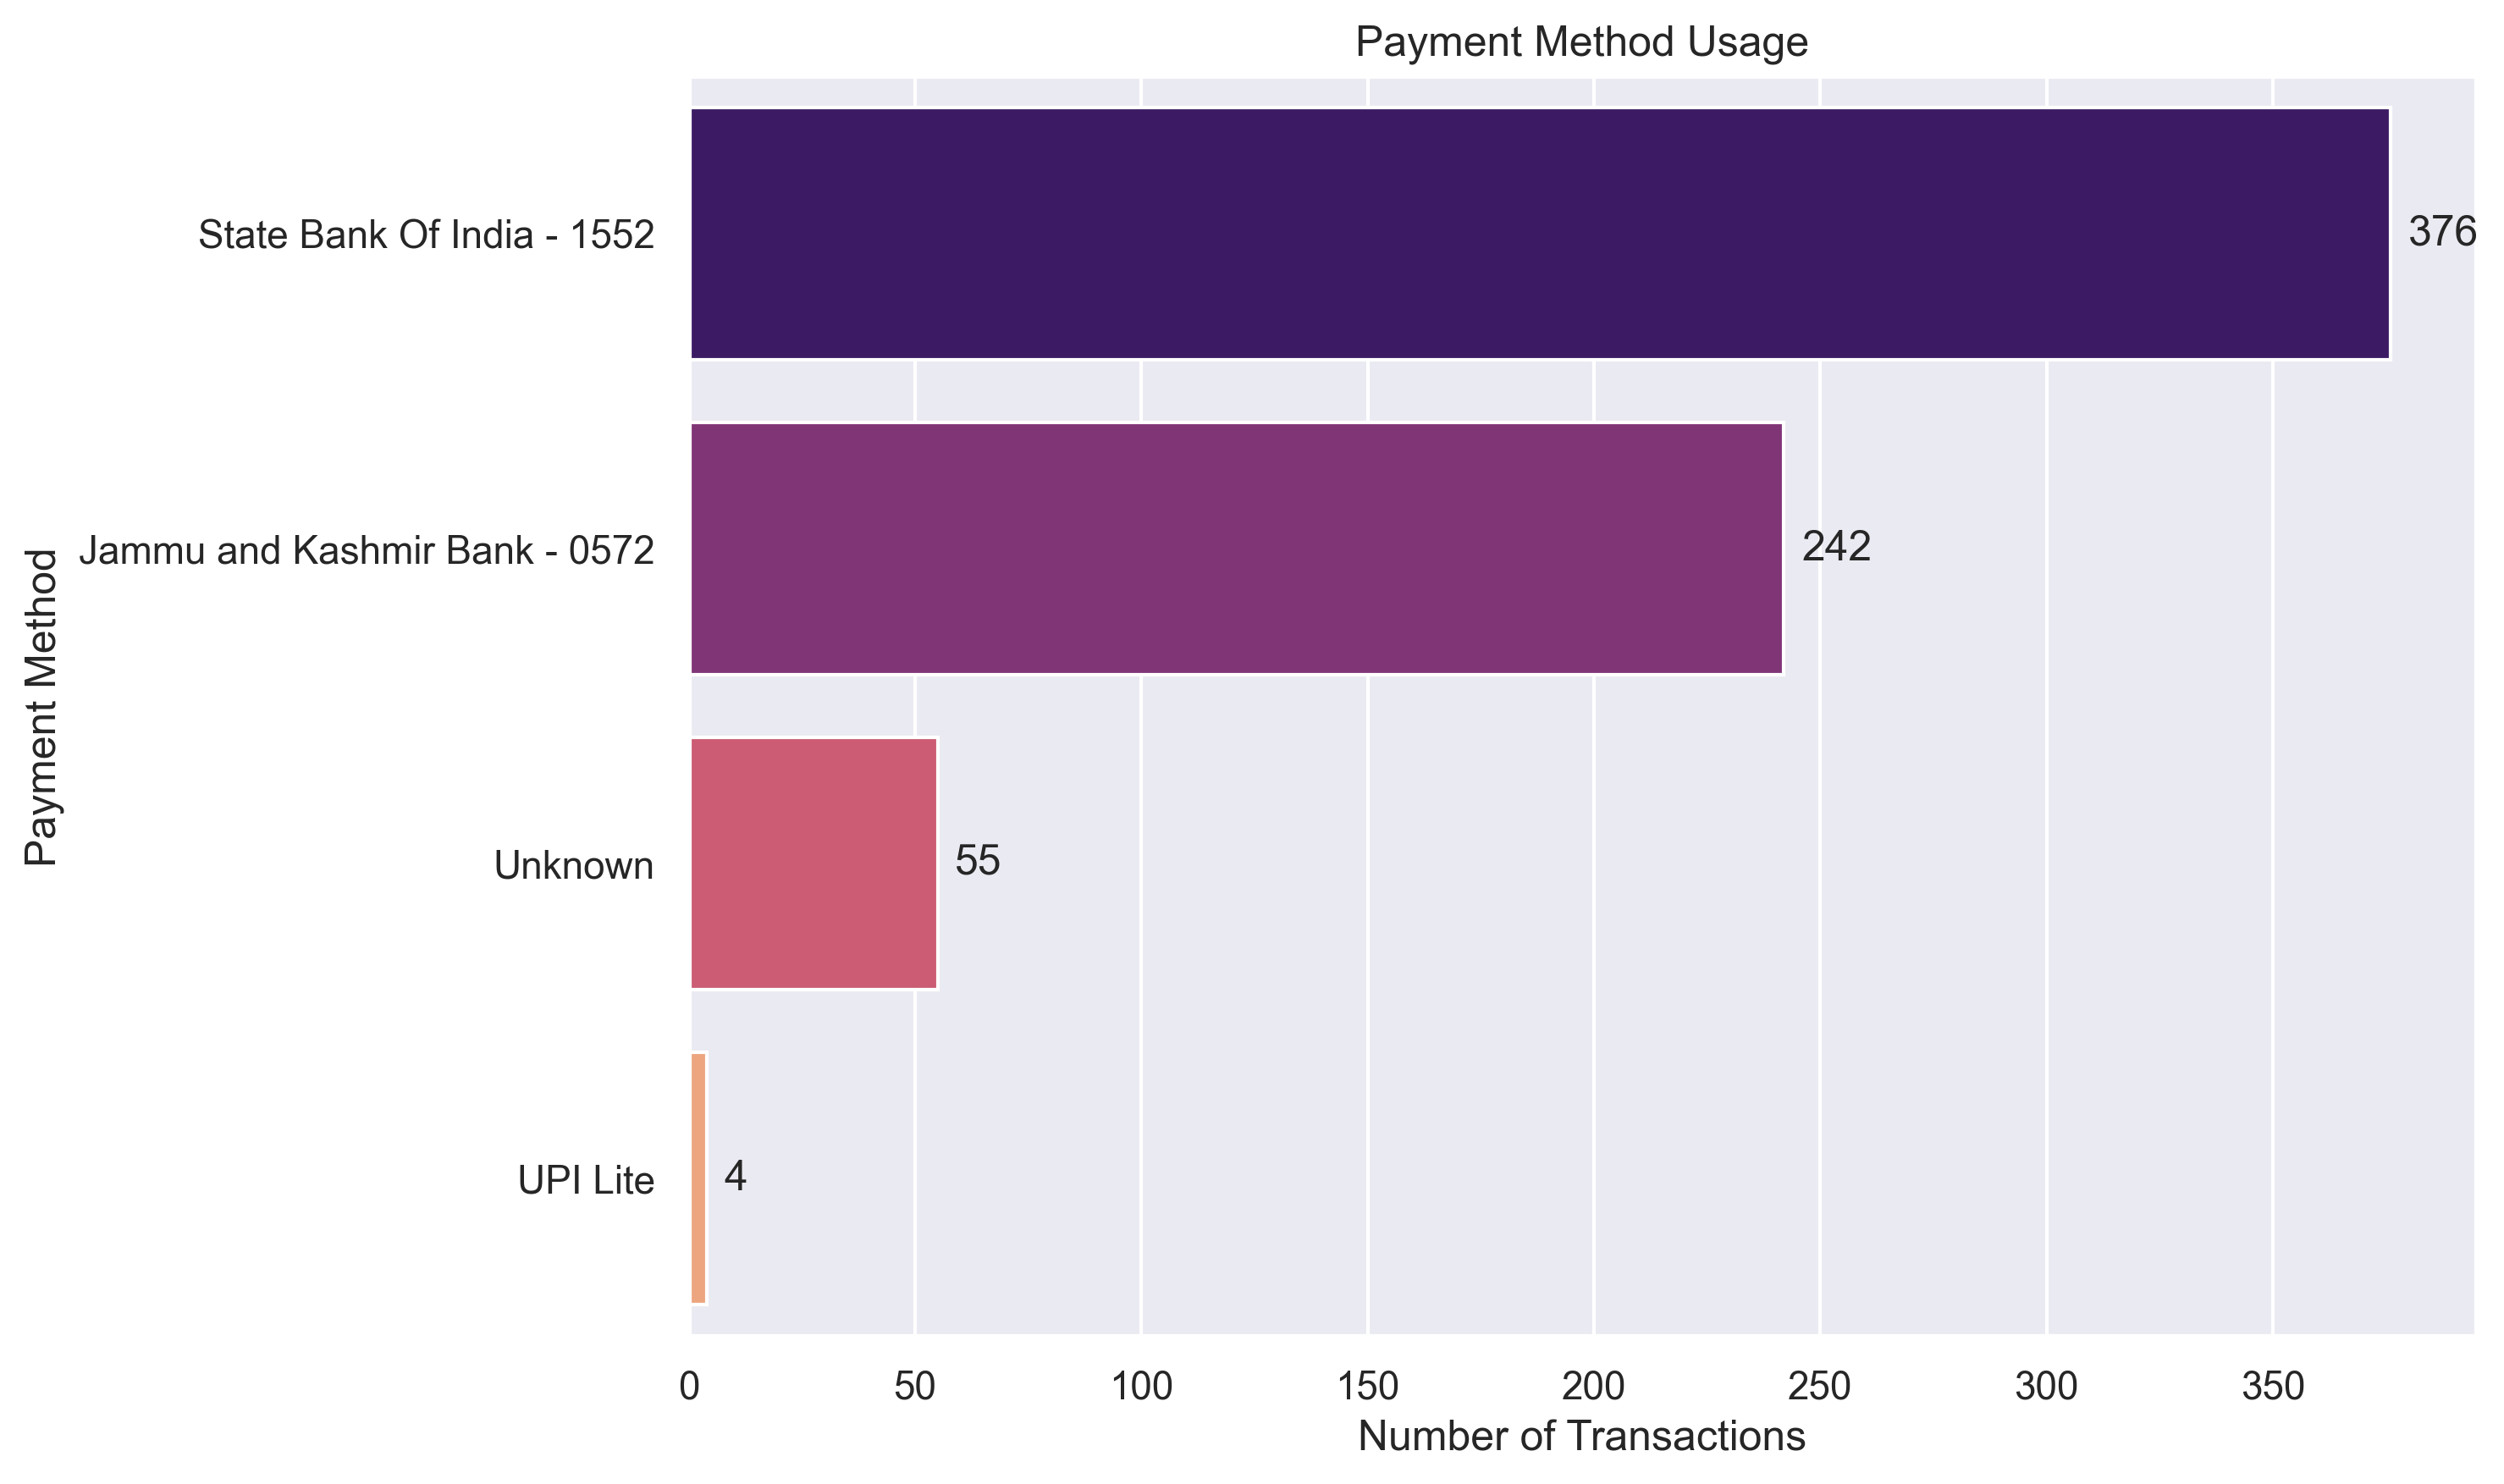 Payment Method Usage
State Bank Of India - 1552
376
Jammu and Kashmir Bank - 0572
242
Unknown
55
UPI Lite
4
Payment Method
0 50 100 150 200 250 300 350
Number of Transactions